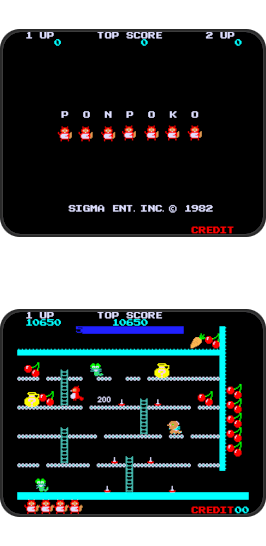 1 UP TOP SCORE 2 UP
0 0 0
P O N P O K O
SIGMA ENT. INC. © 1982
CREDIT
1 UP TOP SCORE
10650 10650
200
CREDIT00